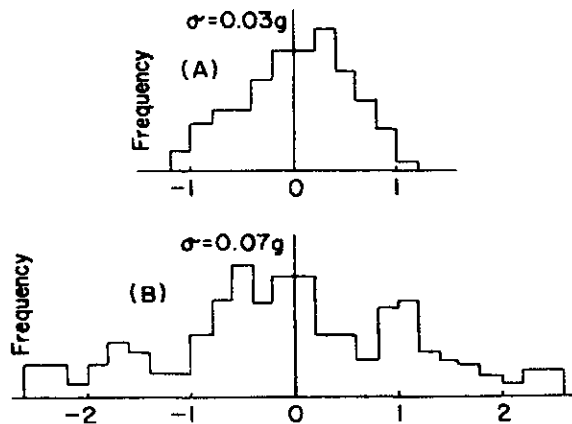 σ=0.03g
(A)
Frequency
-1 0 1
σ=0.07g
(B)
Frequency
-2 -1 0 1 2